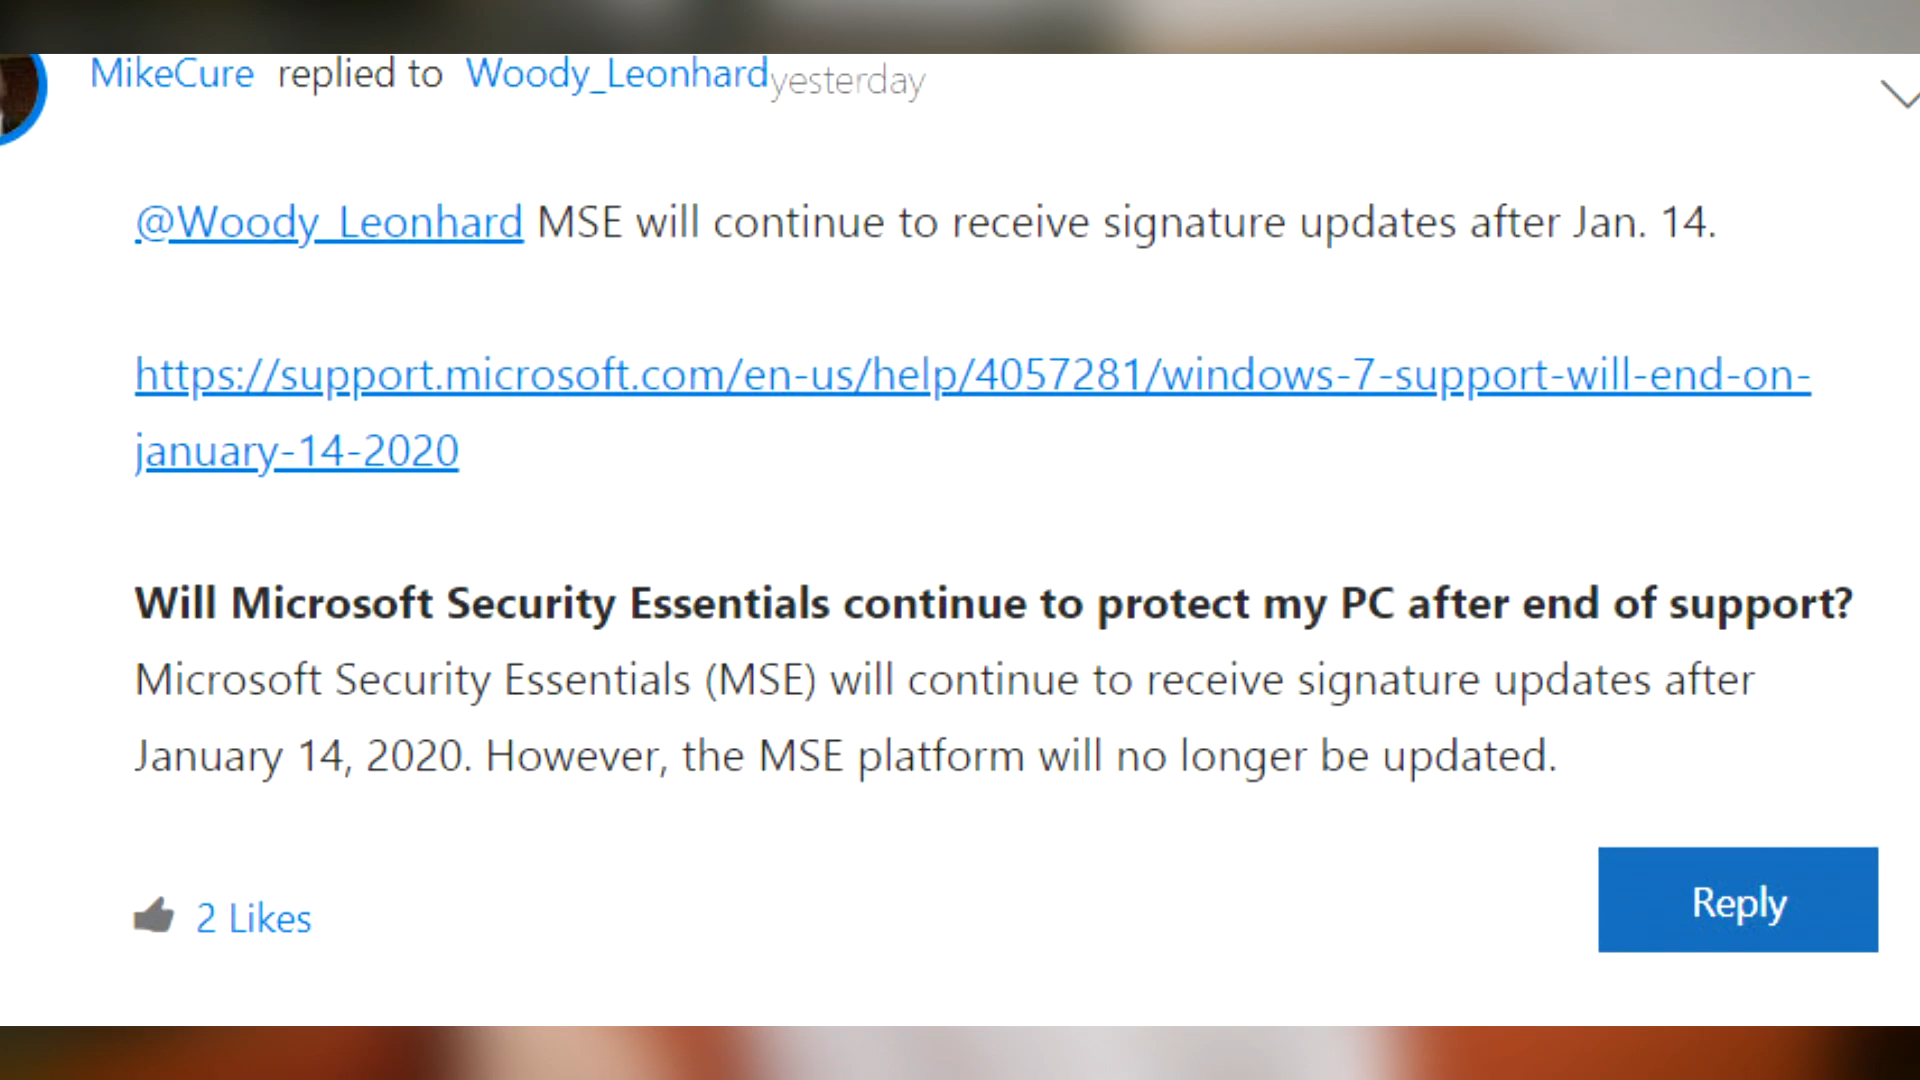 MikeCure replied to Woody_Leonhard yesterday
@Woody_Leonhard MSE will continue to receive signature updates after Jan. 14.
https://support.microsoft.com/en-us/help/4057281/windows-7-support-will-end-on-
january-14-2020
Will Microsoft Security Essentials continue to protect my PC after end of support?
Microsoft Security Essentials (MSE) will continue to receive signature updates after
January 14, 2020. However, the MSE platform will no longer be updated.
2 Likes
Reply